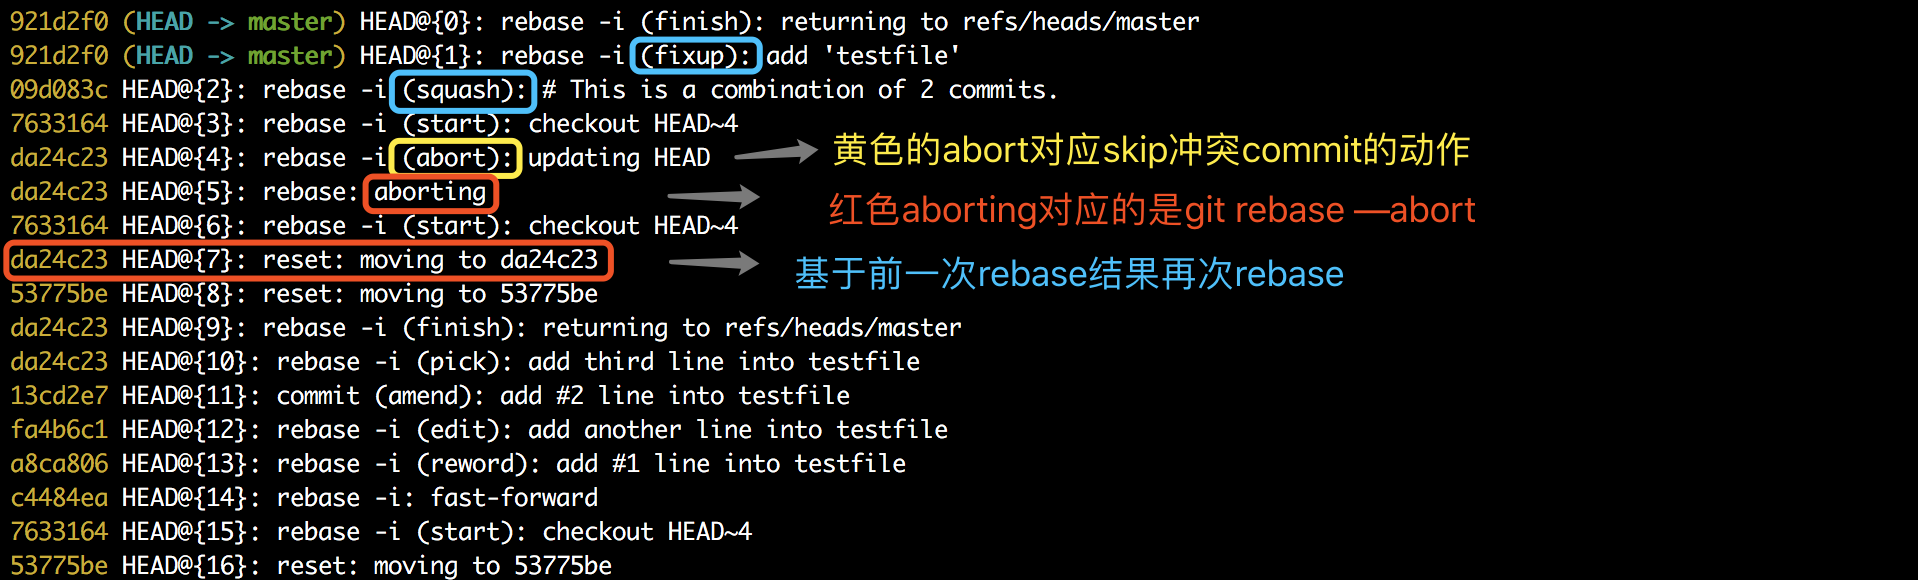 921d2f0 (HEAD -> master) HEAD@{0}: rebase -i (finish): returning to refs/heads/master
921d2f0 (HEAD -> master) HEAD@{1}: rebase -i (fixup): add 'testfile'
09d083c HEAD@{2}: rebase -i (squash): # This is a combination of 2 commits.
7633164 HEAD@{3}: rebase -i (start): checkout HEAD~4
da24c23 HEAD@{4}: rebase -i (abort): updating HEAD
黄色的abort对应skip冲突commit的动作
da24c23 HEAD@{5}: rebase: aborting
红色aborting对应的是git rebase —abort
7633164 HEAD@{6}: rebase -i (start): checkout HEAD~4
da24c23 HEAD@{7}: reset: moving to da24c23
基于前一次rebase结果再次rebase
53775be HEAD@{8}: reset: moving to 53775be
da24c23 HEAD@{9}: rebase -i (finish): returning to refs/heads/master
da24c23 HEAD@{10}: rebase -i (pick): add third line into testfile
13cd2e7 HEAD@{11}: commit (amend): add #2 line into testfile
fa4b6c1 HEAD@{12}: rebase -i (edit): add another line into testfile
a8ca806 HEAD@{13}: rebase -i (reword): add #1 line into testfile
c4484ea HEAD@{14}: rebase -i: fast-forward
7633164 HEAD@{15}: rebase -i (start): checkout HEAD~4
53775be HEAD@{16}: reset: moving to 53775be